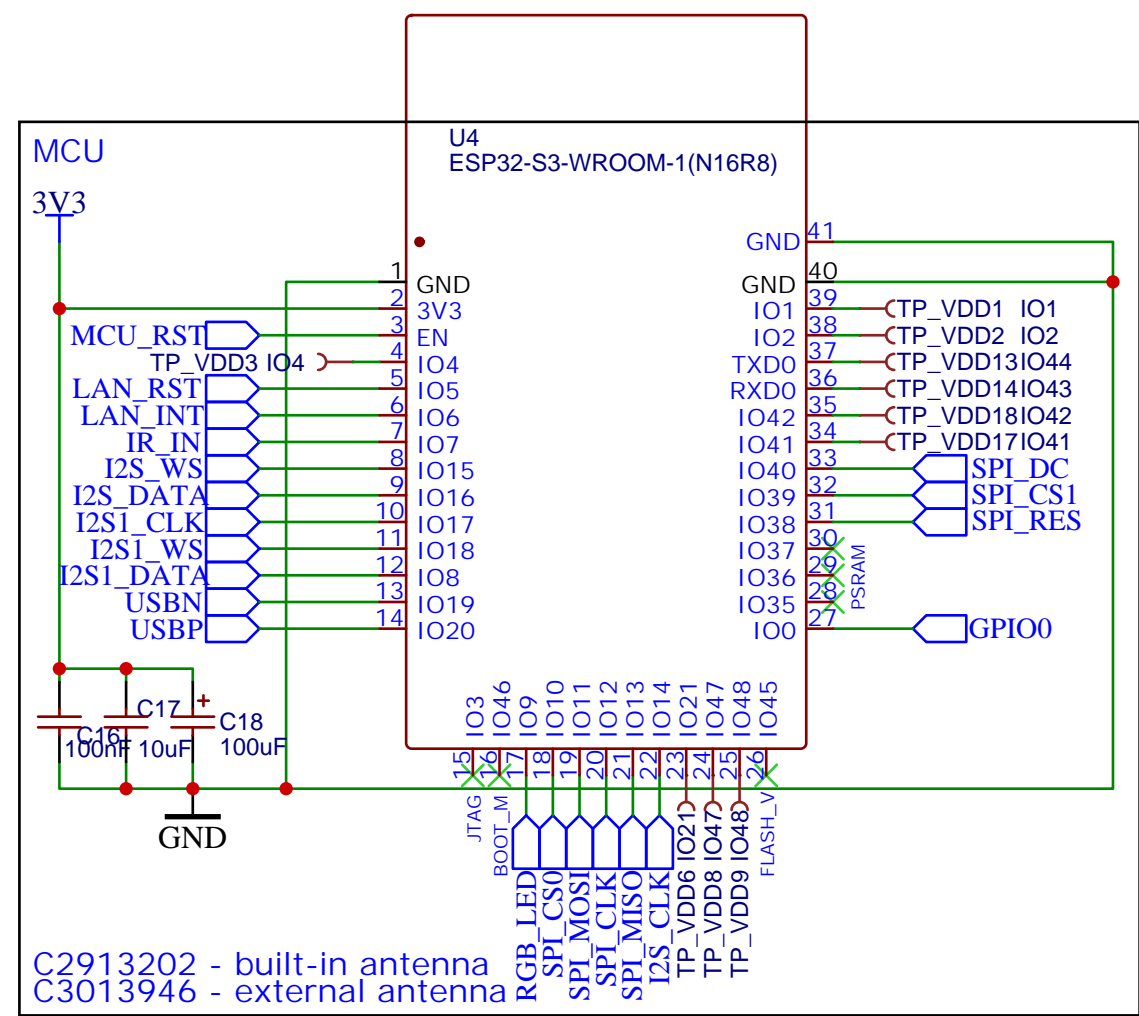 MCU
U4
ESP32-S3-WROOM-1(N16R8)
3V3
1 GND
2 3V3
MCU_RST 3 EN
TP_VDD3 IO4 4 IO4
LAN_RST 5 IO5
LAN_INT 6 IO6
IR_IN 7 IO7
I2S_WS 8 IO15
I2S_DATA 9 IO16
I2S1_CLK 10 IO17
I2S1_WS 11 IO18
I2S1_DATA 12 IO8
USBN 13 IO19
USBP 14 IO20
GND 41
GND 40
IO1 39 TP_VDD1 IO1
IO2 38 TP_VDD2 IO2
TXD0 37 TP_VDD13 IO44
RXD0 36 TP_VDD14 IO43
IO42 35 TP_VDD18 IO42
IO41 34 TP_VDD17 IO41
IO40 33 SPI_DC
IO39 32 SPI_CS1
IO38 31 SPI_RES
IO37 30
IO36 29
IO35 28
PSRAM
IO0 27 GPIO0
IO3 15 JTAG
IO46 16 BOOT_M
IO9 17 RGB_LED
IO10 18 SPI_CS0
IO11 19 SPI_MOSI
IO12 20 SPI_CLK
IO13 21 SPI_MISO
IO14 22 I2S_CLK
IO21 23 TP_VDD6 IO21
IO47 24 TP_VDD8 IO47
IO48 25 TP_VDD9 IO48
IO45 26 FLASH_V
C16
100nF
C17
10uF
+
C18
100uF
GND
C2913202 - built-in antenna
C3013946 - external antenna